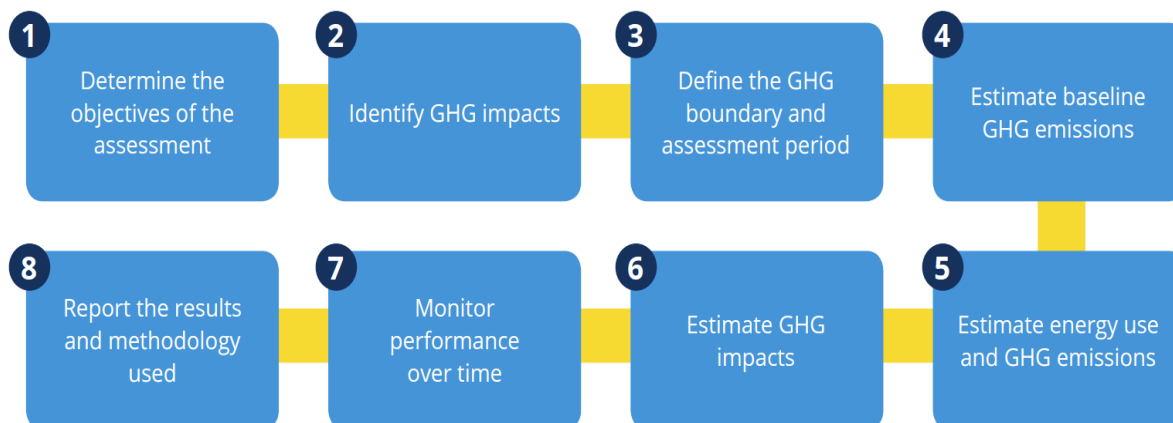 1
Determine the
objectives of the
assessment
2
Identify GHG impacts
3
Define the GHG
boundary and
assessment period
4
Estimate baseline
GHG emissions
5
Estimate energy use
and GHG emissions
6
Estimate GHG
impacts
7
Monitor
performance
over time
8
Report the results
and methodology
used